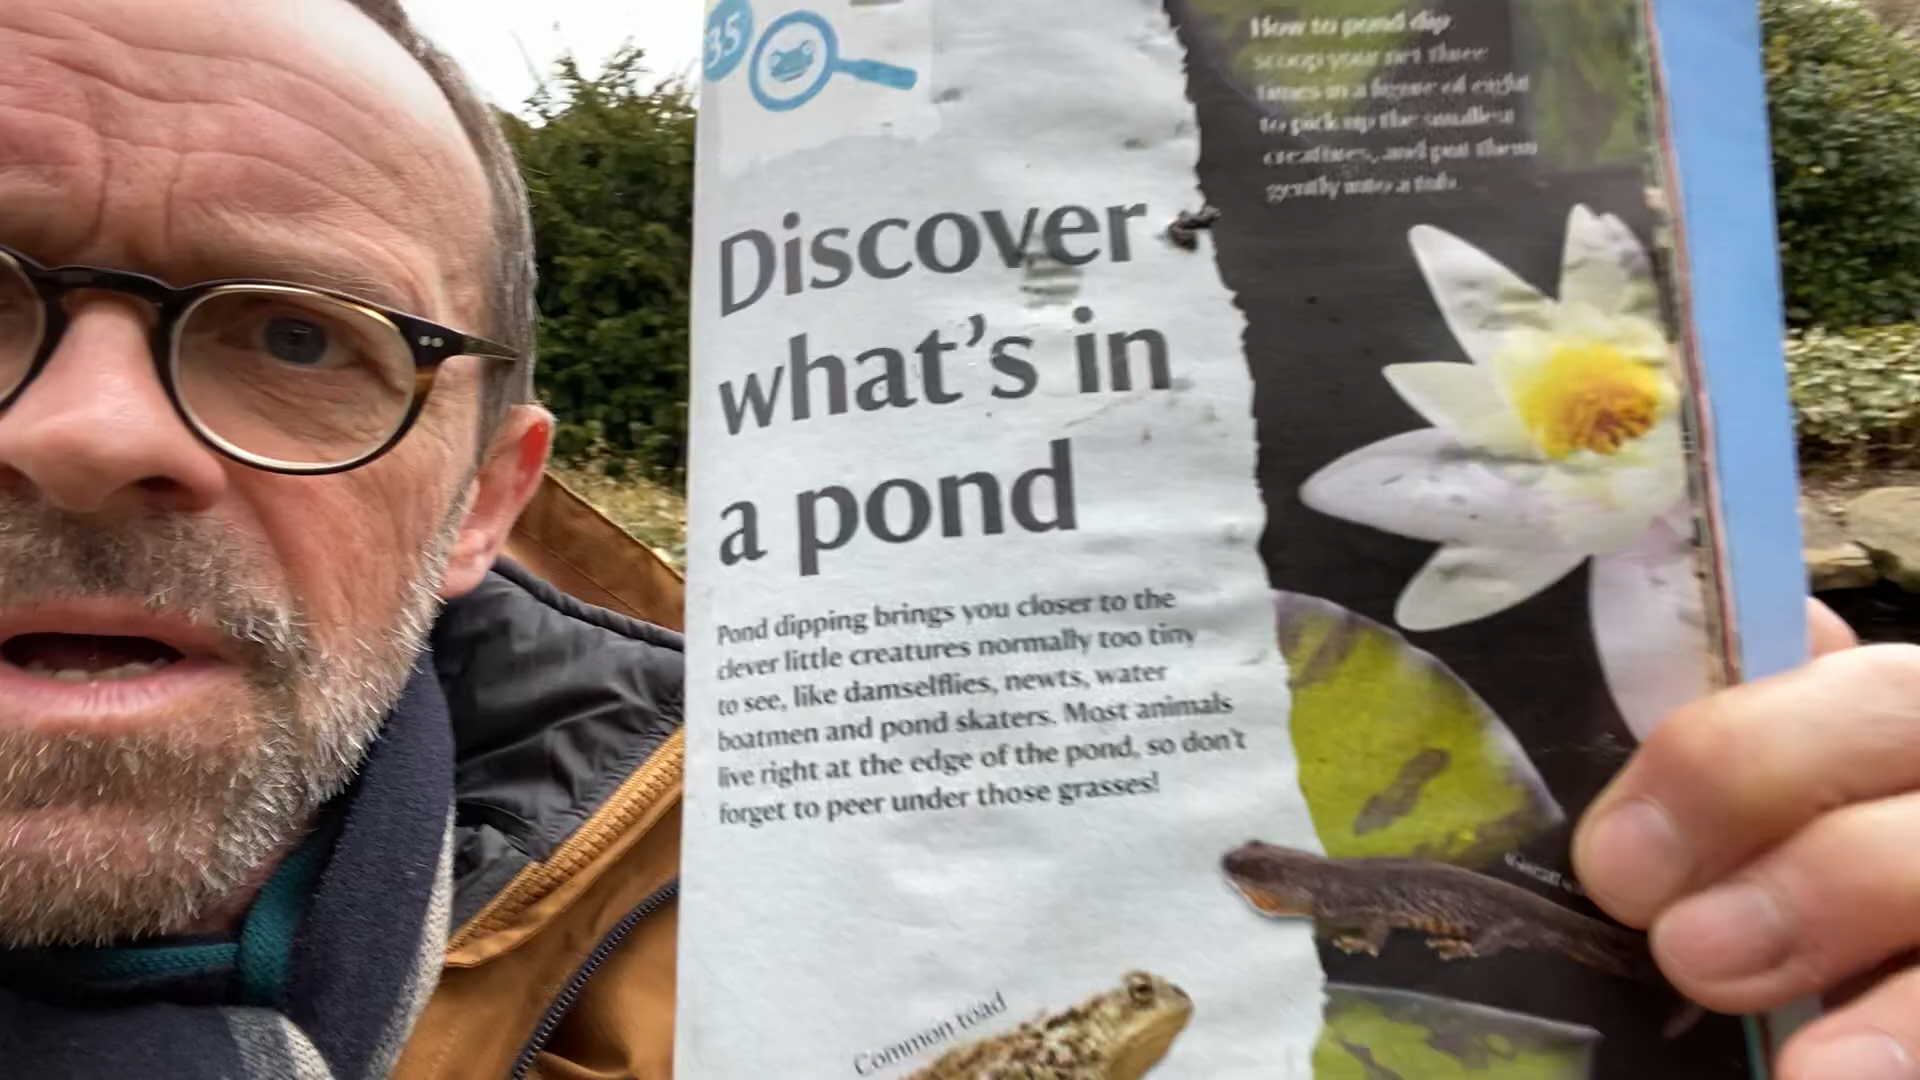 35
Discover
what's in
a pond
Pond dipping brings you closer to the
clever little creatures normally too tiny
to see, like damselflies, newts, water
boatmen and pond skaters. Most animals
live right at the edge of the pond, so don't
forget to peer under those grasses!
Common toad
How to pond dip
Scoop your net three
times in a figure of eight
to pick up the smallest
creatures, and put them
gently into a tub.